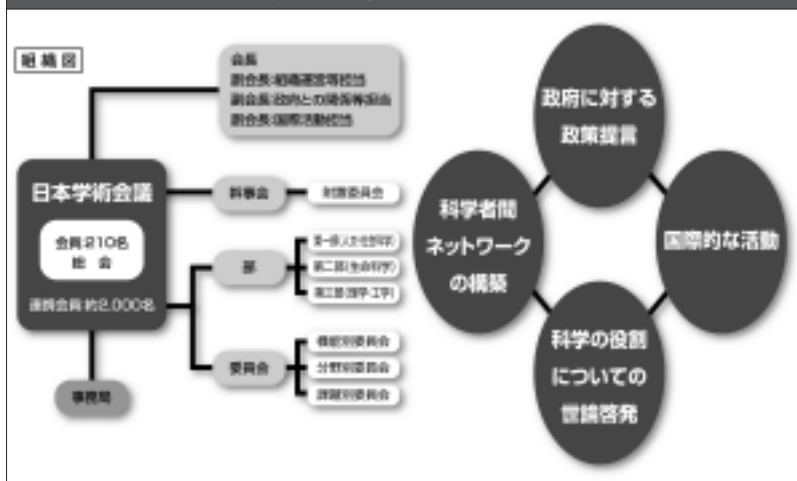 組織図
会長
副会長:組織運営等担当
副会長:政府との関係等担当
副会長:国際活動担当
日本学術会議
会員:210名
総 会
連携会員:約2,000名
事務局
幹事会
附置委員会
部
第一部(人文・社会科学)
第二部(生命科学)
第三部(理学・工学)
委員会
機能別委員会
分野別委員会
課題別委員会
政府に対する
政策提言
科学者間
ネットワーク
の構築
国際的な活動
科学の役割
についての
世論啓発